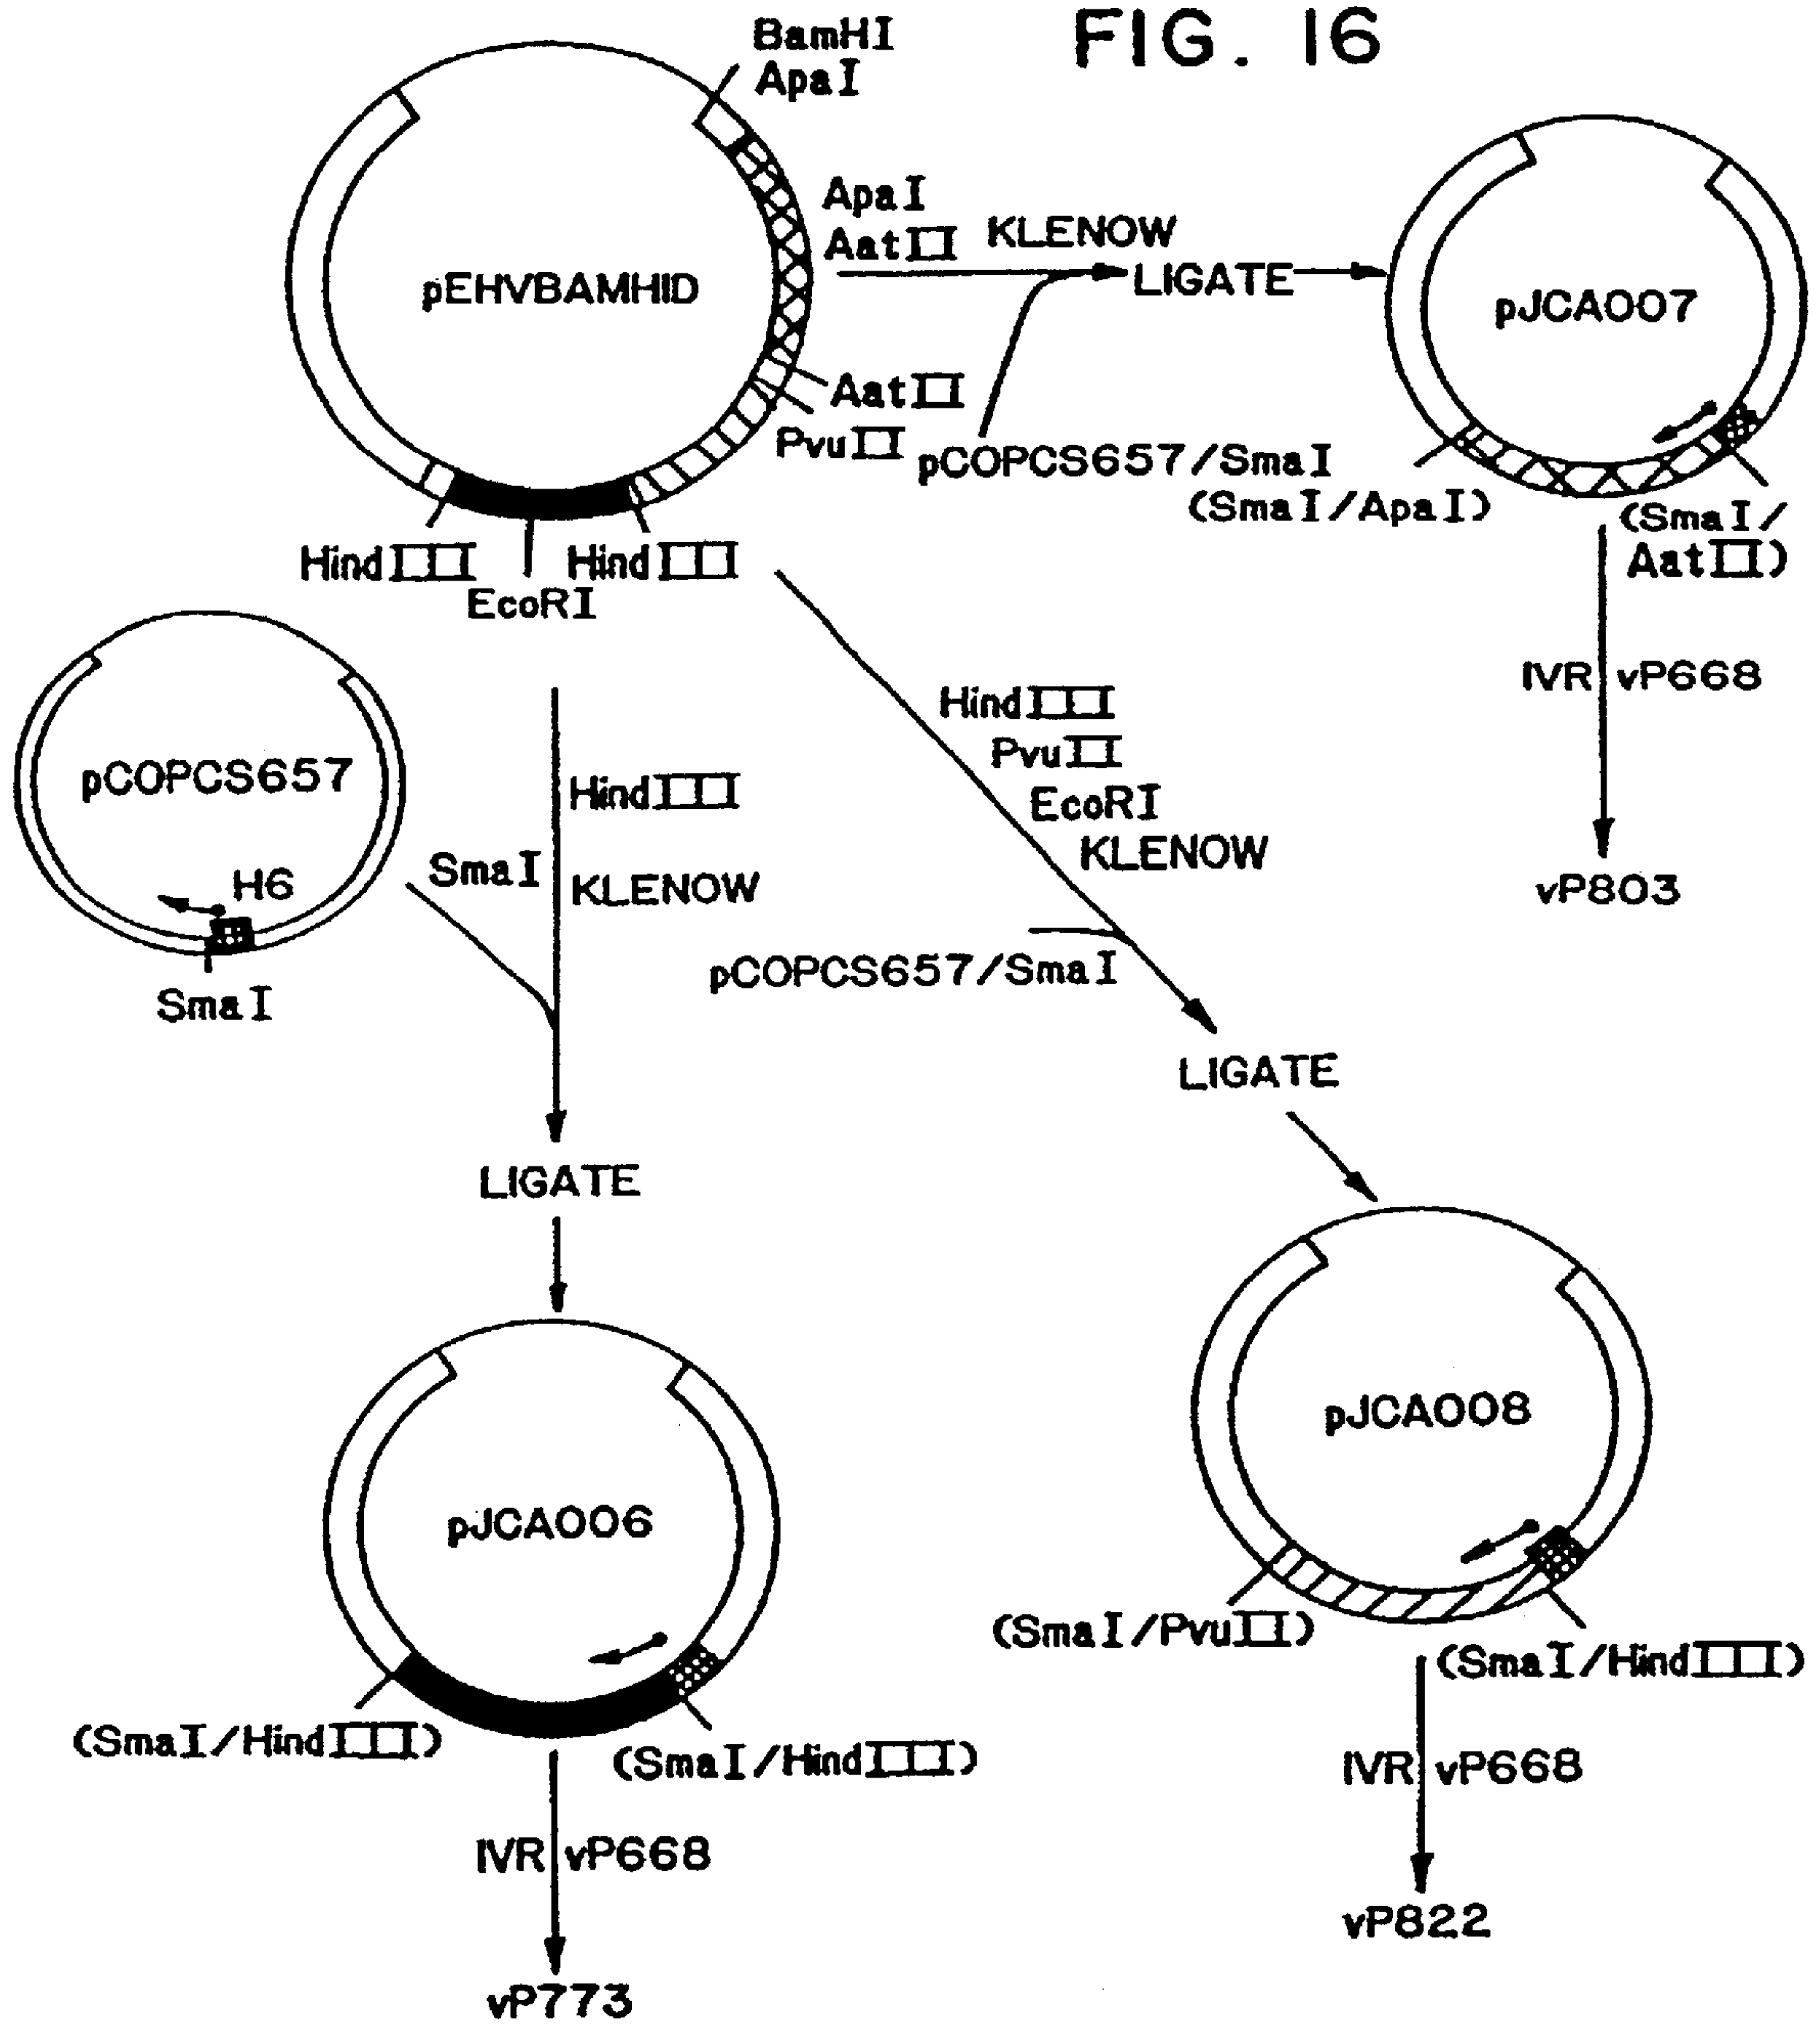 FIG. 16
BamHI
ApaI
pEHVBAMHID
ApaI
AatII
KLENOW
LIGATE
pJCA007
AatII
PvuII
pCOPCS657/SmaI
(SmaI/ApaI)
(SmaI/
AatII)
HindIII
EcoRI
HindIII
IVR
vP668
vP803
pCOPCS657
H6
SmaI
SmaI
HindIII
KLENOW
HindIII
PvuII
EcoRI
KLENOW
pCOPCS657/SmaI
LIGATE
LIGATE
pJCA006
(SmaI/HindIII)
(SmaI/HindIII)
IVR
vP668
vP773
pJCA008
(SmaI/PvuII)
(SmaI/HindIII)
IVR
vP668
vP822